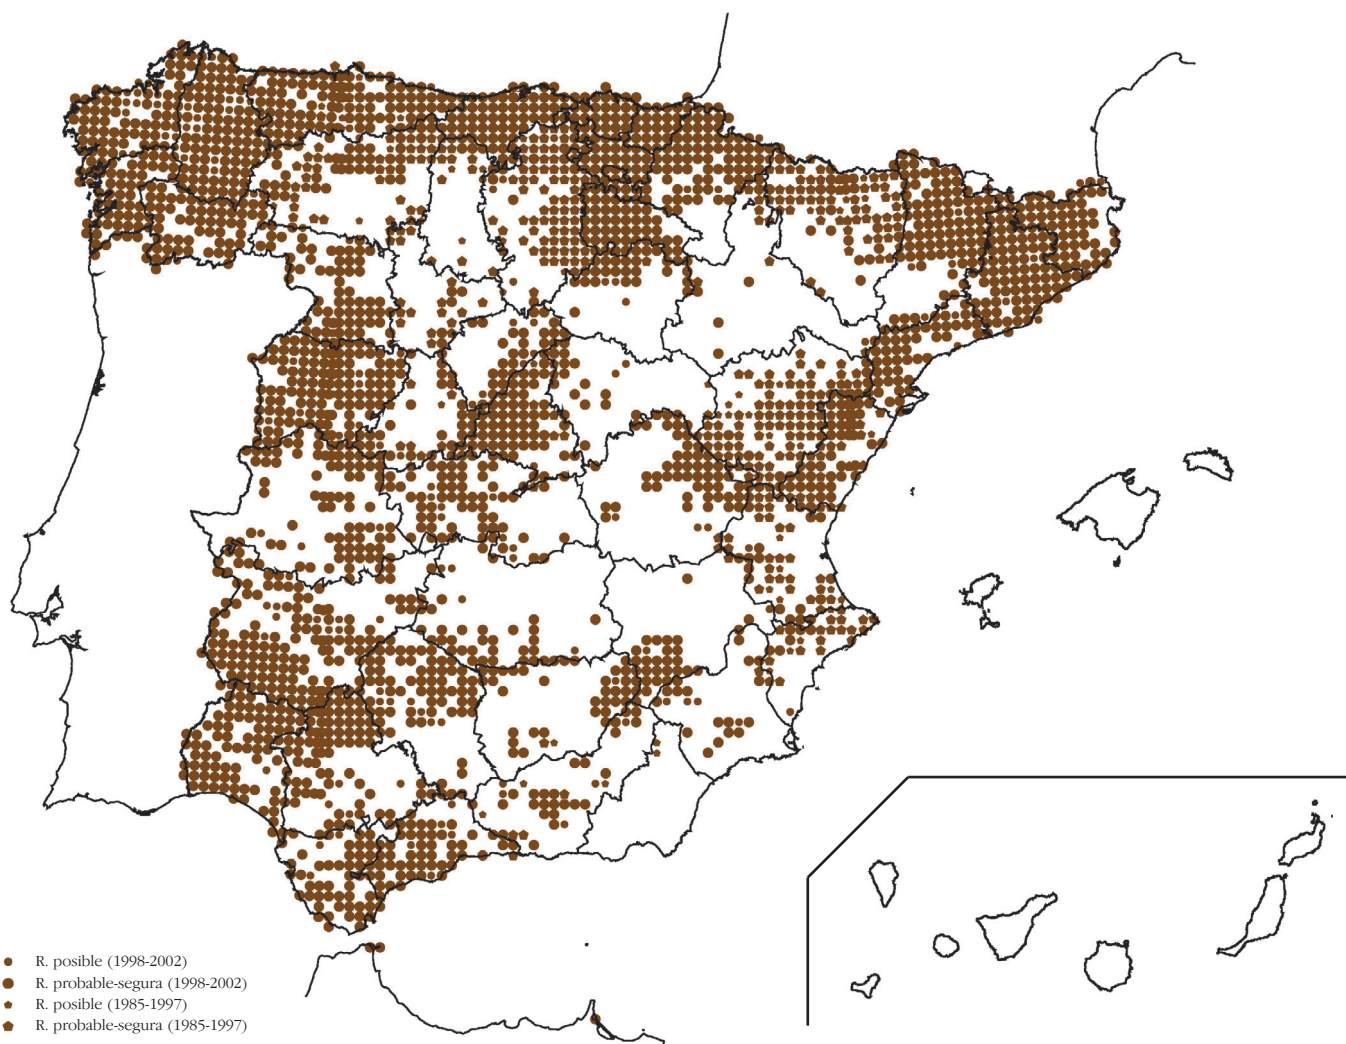 R. posible (1998-2002)
R. probable-segura (1998-2002)
R. posible (1985-1997)
R. probable-segura (1985-1997)